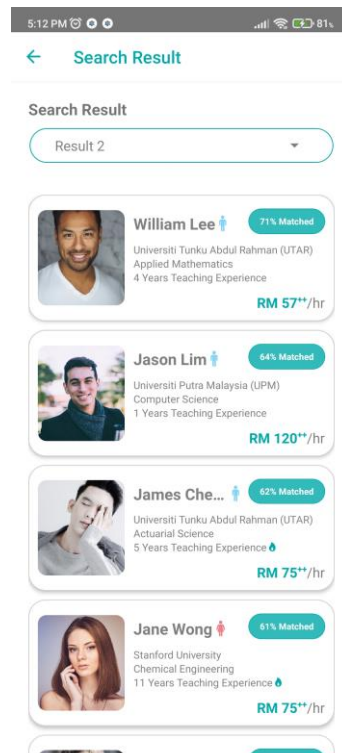 5:12 PM 81%
Search Result
Search Result
Result 2
William Lee 71% Matched
Universiti Tunku Abdul Rahman (UTAR)
Applied Mathematics
4 Years Teaching Experience
RM 57⁺⁺/hr
Jason Lim 64% Matched
Universiti Putra Malaysia (UPM)
Computer Science
1 Years Teaching Experience
RM 120⁺⁺/hr
James Che... 62% Matched
Universiti Tunku Abdul Rahman (UTAR)
Actuarial Science
5 Years Teaching Experience
RM 75⁺⁺/hr
Jane Wong 61% Matched
Stanford University
Chemical Engineering
11 Years Teaching Experience
RM 75⁺⁺/hr